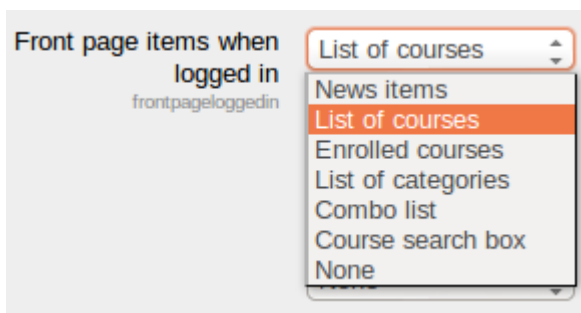 Front page items when
logged in
frontpageloggedin
List of courses
News items
List of courses
Enrolled courses
List of categories
Combo list
Course search box
None
None